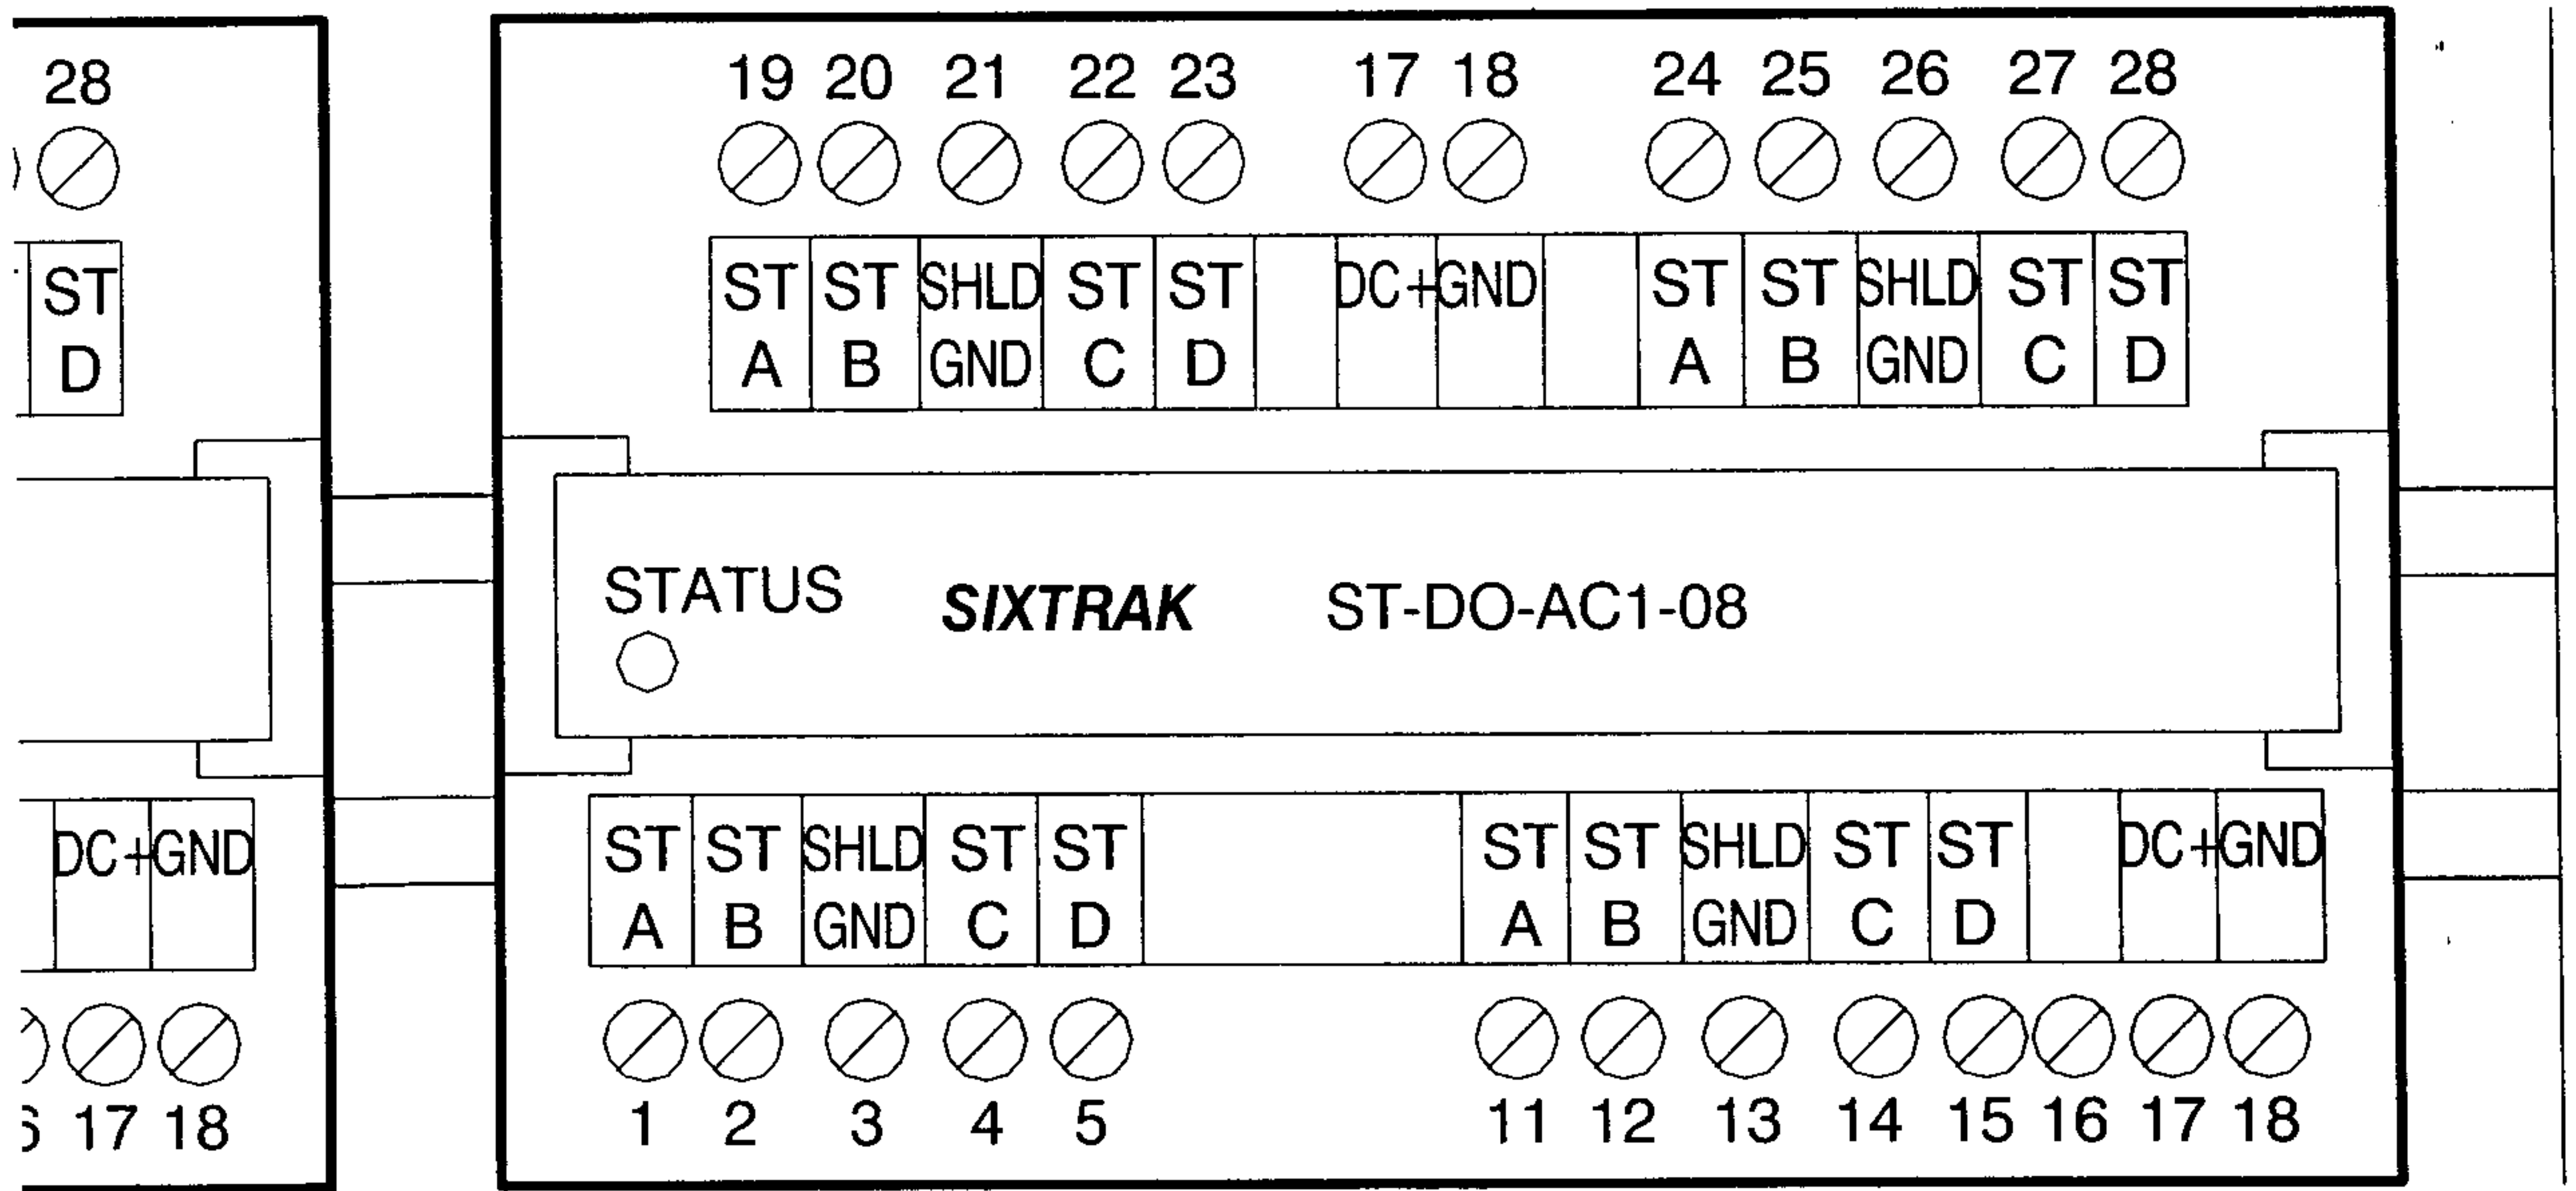 28
ST
D
DC+ GND
17 18
19 20 21 22 23 17 18 24 25 26 27 28
ST ST SHLD ST ST DC+ GND ST ST SHLD ST ST
A B GND C D A B GND C D
STATUS SIXTRAK ST-DO-AC1-08
ST ST SHLD ST ST ST ST SHLD ST ST DC+ GND
A B GND C D A B GND C D
1 2 3 4 5 11 12 13 14 15 16 17 18